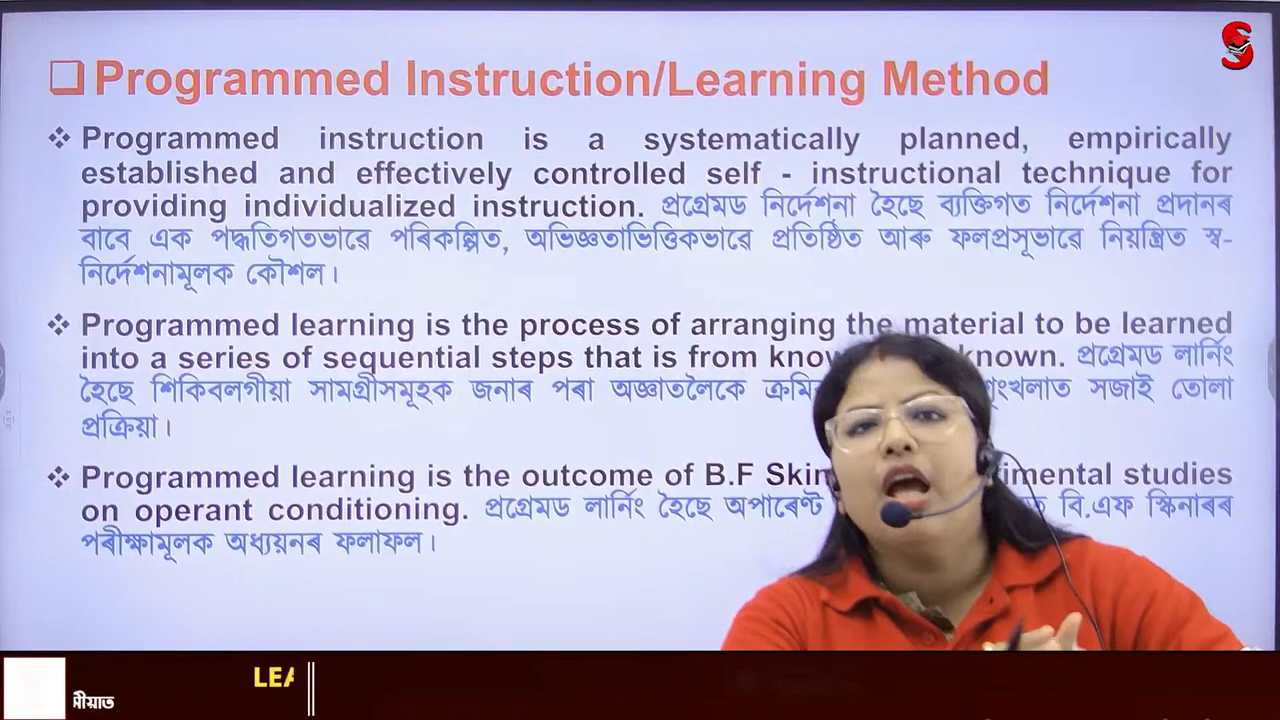 Programmed Instruction/Learning Method
Programmed instruction is a systematically planned, empirically
established and effectively controlled self - instructional technique for
providing individualized instruction. প্ৰগ্ৰেমড নিৰ্দেশনা হৈছে ব্যক্তিগত নিৰ্দেশনা প্ৰদানৰ
বাবে এক পদ্ধতিগতভাৱে পৰিকল্পিত, অভিজ্ঞতাভিত্তিকভাৱে প্ৰতিষ্ঠিত আৰু ফলপ্ৰসূভাৱে নিয়ন্ত্ৰিত স্ব-
নিৰ্দেশনামূলক কৌশল।
Programmed learning is the process of arranging the material to be learned
into a series of sequential steps that is from known. প্ৰগ্ৰেমড লাৰ্নিং
হৈছে শিকিবলগীয়া সামগ্ৰীসমূহক জনাৰ পৰা অজ্ঞাতলৈকে সজাই তোলা
প্ৰক্ৰিয়া।
Programmed learning is the outcome of B.F studies
on operant conditioning. প্ৰগ্ৰেমড লাৰ্নিং হৈছে অপাৰেণ্ট বি.এফ স্কিনাৰৰ
পৰীক্ষামূলক অধ্যয়নৰ ফলাফল।